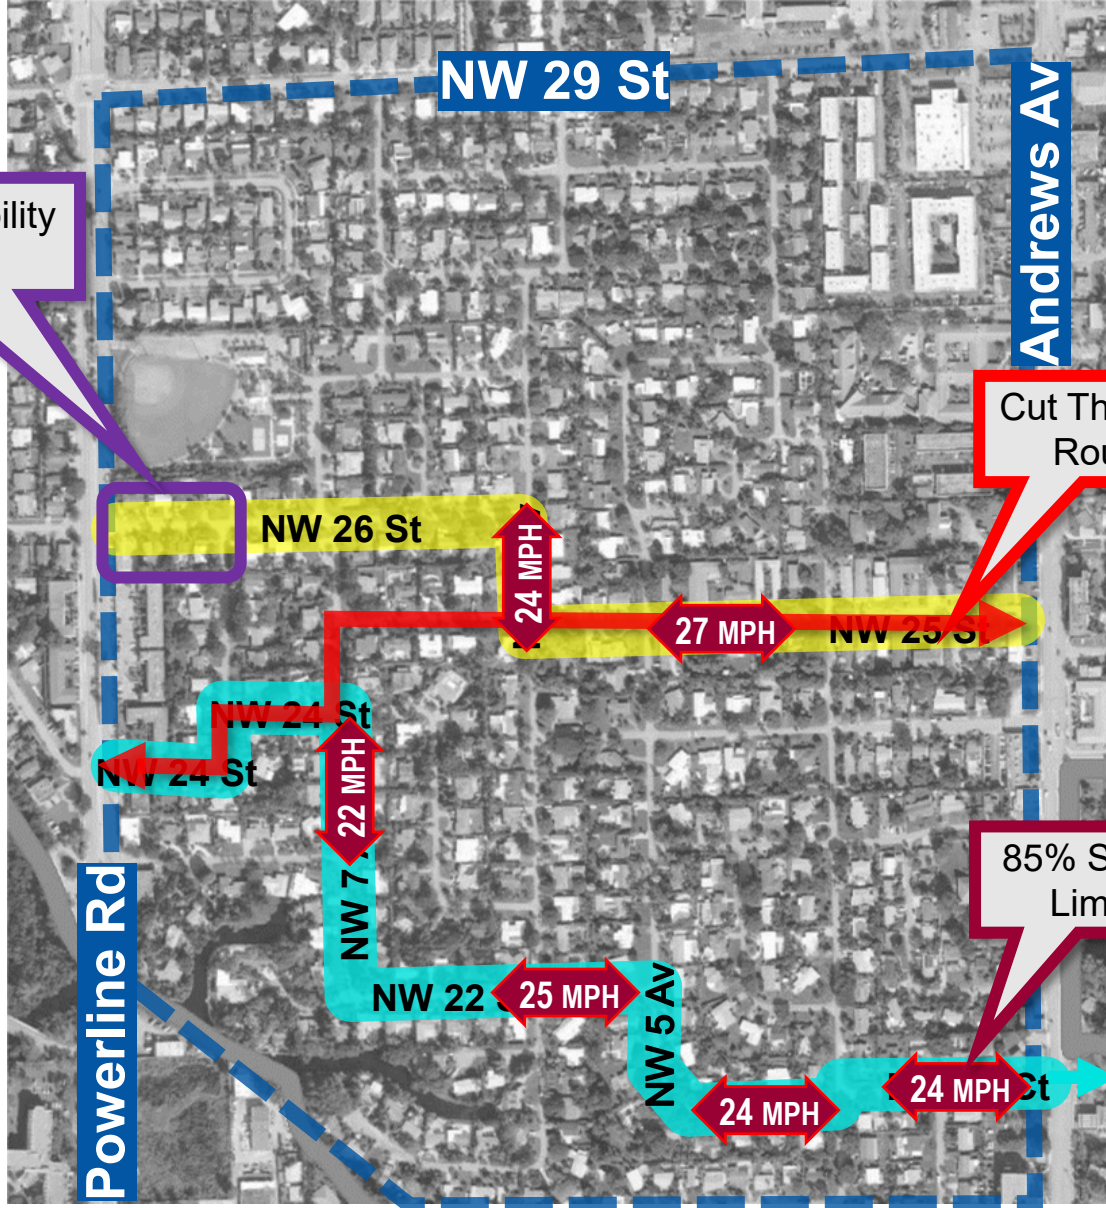 NW 29 St
Andrews Av
ility
Cut Th
Rou
NW 26 St
24 MPH
27 MPH
NW 25 St
NW 24 St
NW 24 St
22 MPH
NW 7
85% S
Lim
Powerline Rd
NW 22
25 MPH
NW 5 Av
24 MPH
24 MPH
Ct